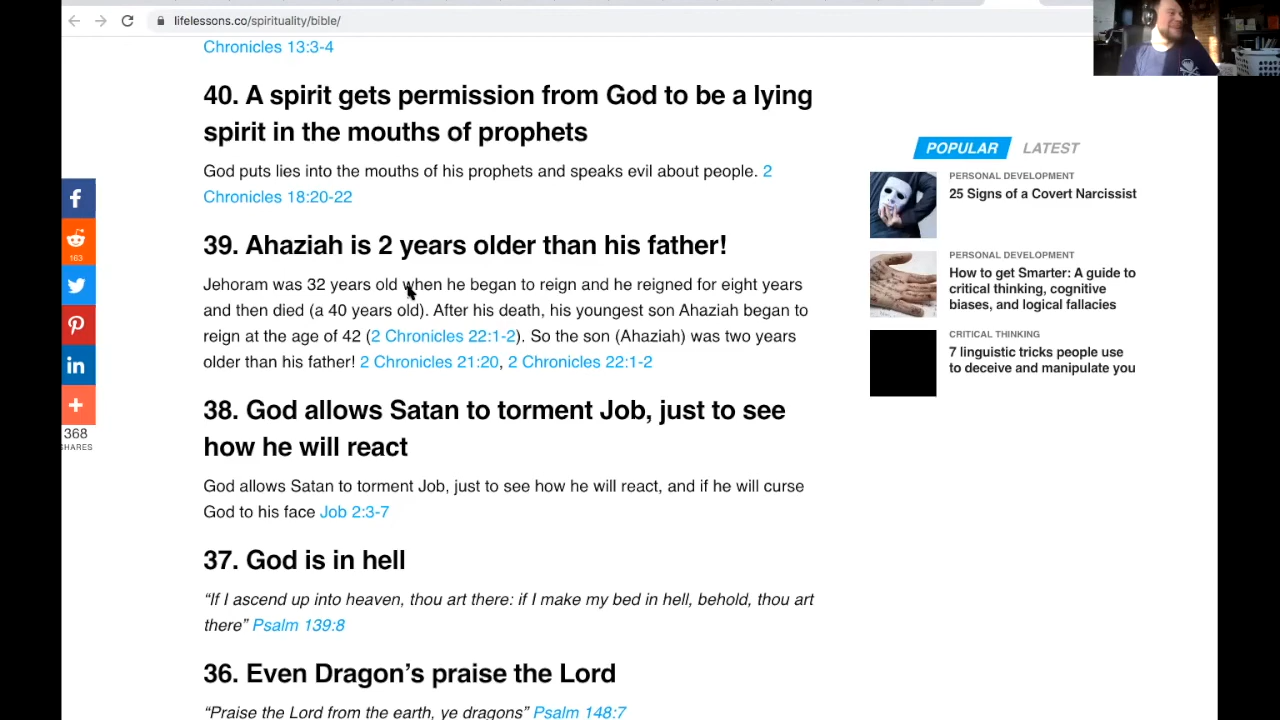 lifelessons.co/spirituality/bible/
Chronicles 13:3-4
40. A spirit gets permission from God to be a lying
spirit in the mouths of prophets
God puts lies into the mouths of his prophets and speaks evil about people. 2
Chronicles 18:20-22
39. Ahaziah is 2 years older than his father!
Jehoram was 32 years old when he began to reign and he reigned for eight years
and then died (a 40 years old). After his death, his youngest son Ahaziah began to
reign at the age of 42 (2 Chronicles 22:1-2). So the son (Ahaziah) was two years
older than his father! 2 Chronicles 21:20, 2 Chronicles 22:1-2
38. God allows Satan to torment Job, just to see
how he will react
God allows Satan to torment Job, just to see how he will react, and if he will curse
God to his face Job 2:3-7
37. God is in hell
“If I ascend up into heaven, thou art there: if I make my bed in hell, behold, thou art
there” Psalm 139:8
36. Even Dragon’s praise the Lord
“Praise the Lord from the earth, ye dragons” Psalm 148:7
163
368
SHARES
POPULAR LATEST
PERSONAL DEVELOPMENT
25 Signs of a Covert Narcissist
PERSONAL DEVELOPMENT
How to get Smarter: A guide to
critical thinking, cognitive
biases, and logical fallacies
CRITICAL THINKING
7 linguistic tricks people use
to deceive and manipulate you